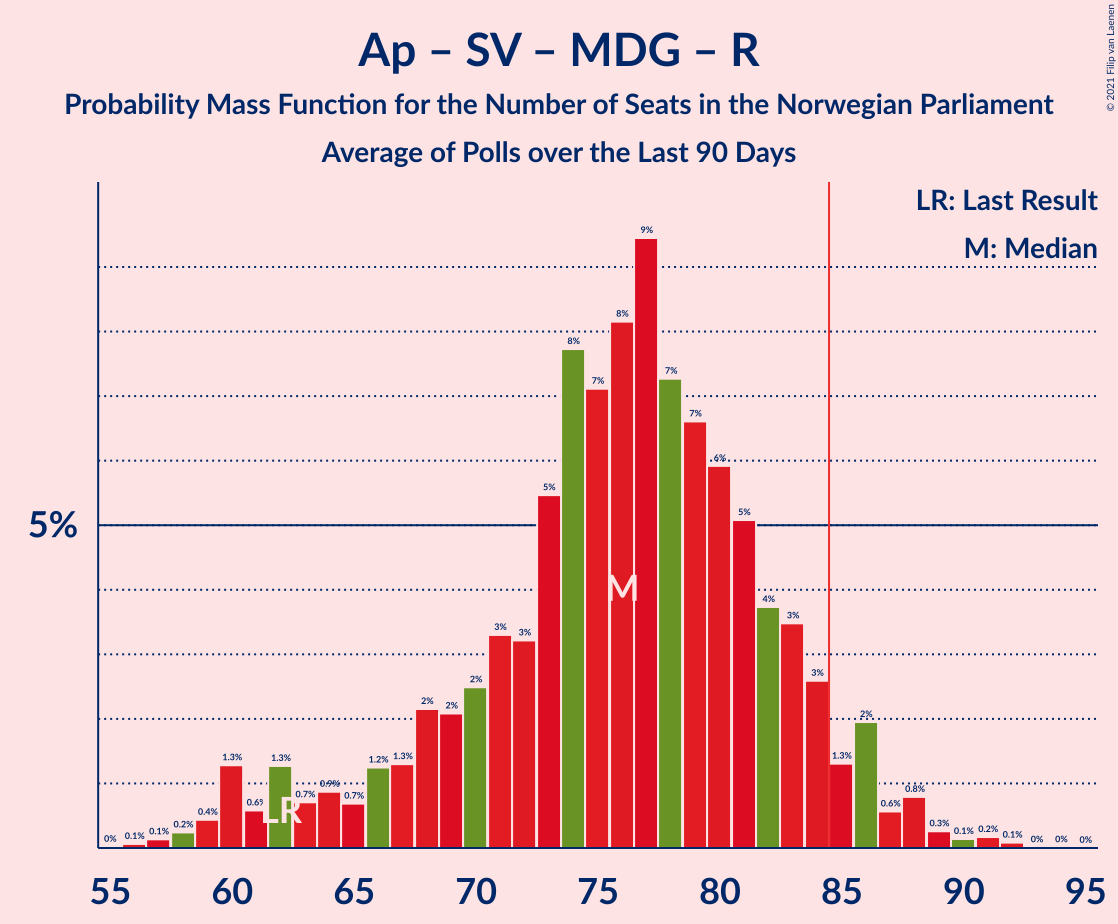 Ap – SV – MDG – R
Probability Mass Function for the Number of Seats in the Norwegian Parliament
Average of Polls over the Last 90 Days
© 2021 Filip van Laenen
LR: Last Result
M: Median
5%
0% 0.1% 0.1% 0.2% 0.4% 1.3% 0.6% 1.3% 0.7% 0.9% 0.7% 1.2% 1.3% 2% 2% 2% 3% 3% 5% 8% 7% 8% 9% 7% 7% 6% 5% 4% 3% 3% 1.3% 2% 0.6% 0.8% 0.3% 0.1% 0.2% 0.1% 0% 0% 0%
M
LR
55 60 65 70 75 80 85 90 95